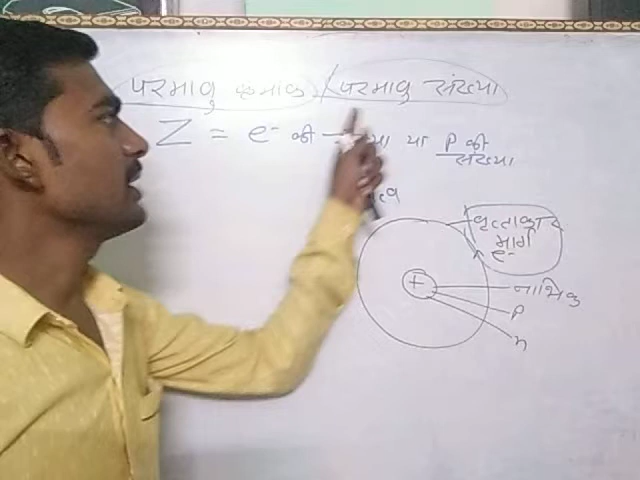 परमाणु क्रमांक / परमाणु संख्या
Z = e- की या P की
संख्या
वृत्ताकार
मार्ग
e-
+
नाभिक
P
n